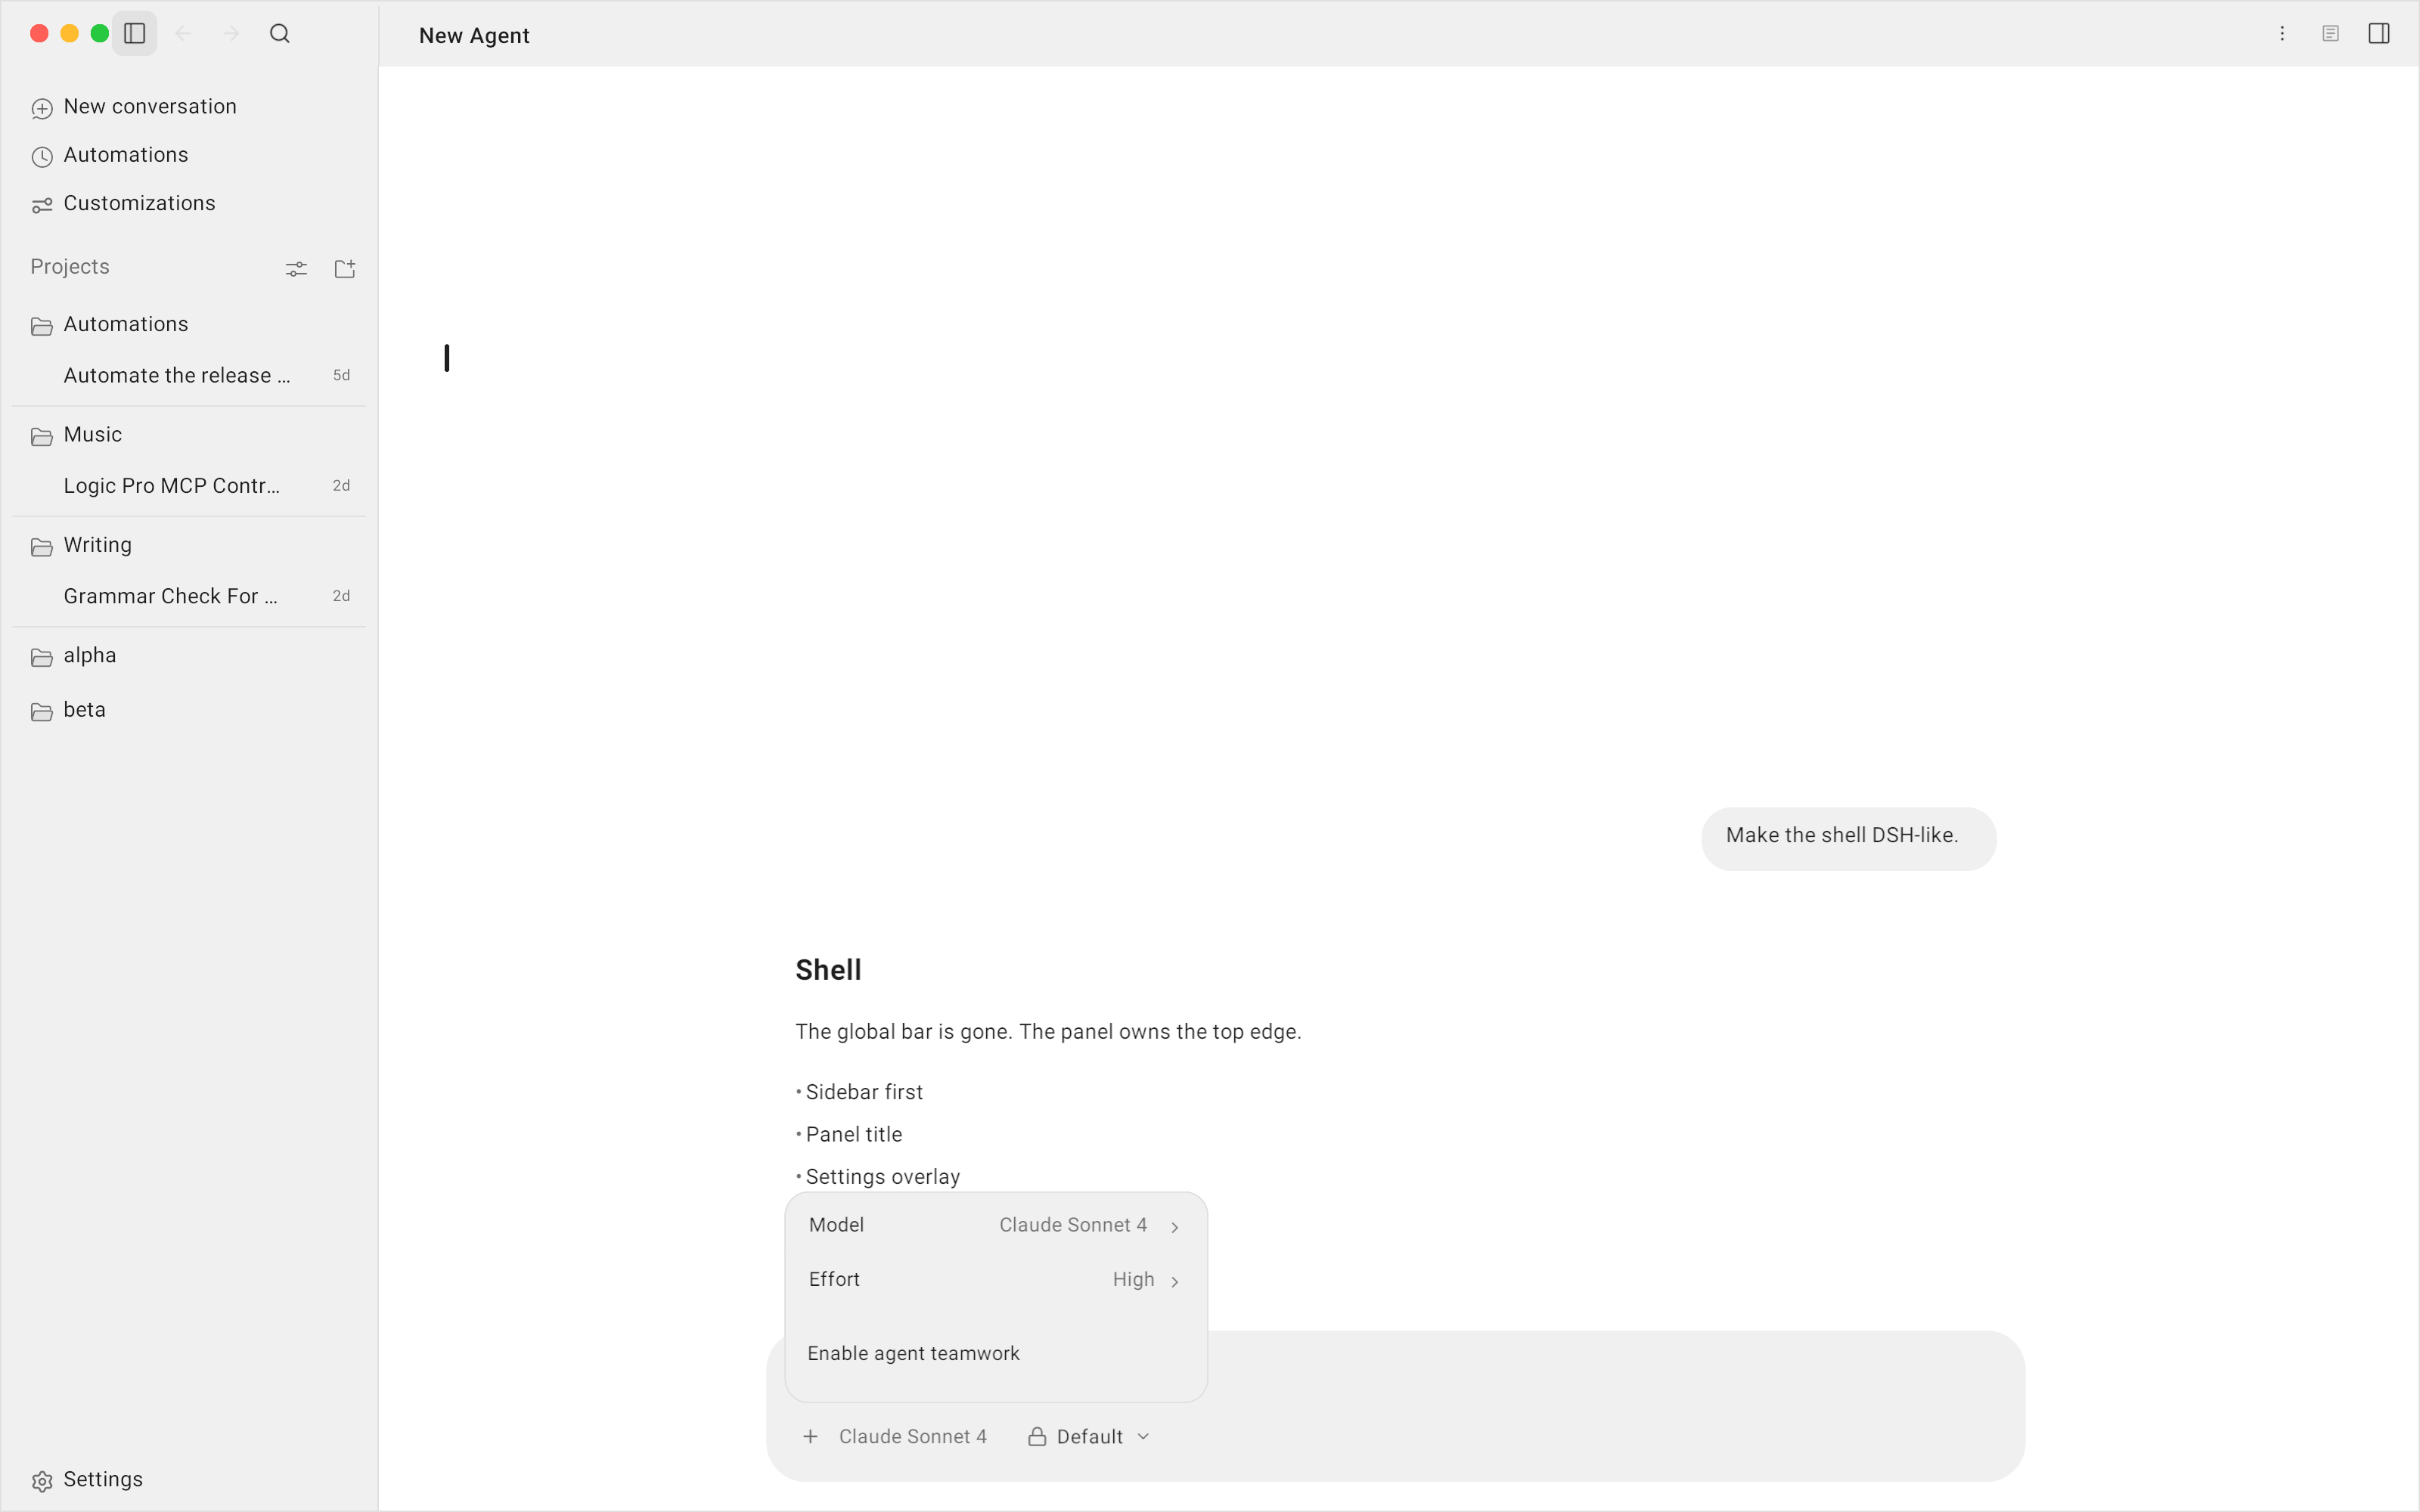 New Agent
New conversation
Automations
Customizations
Projects
Automations
Automate the release ... 5d
Music
Logic Pro MCP Contr... 2d
Writing
Grammar Check For ... 2d
alpha
beta
Settings
Make the shell DSH-like.
Shell
The global bar is gone. The panel owns the top edge.
• Sidebar first
• Panel title
• Settings overlay
Model Claude Sonnet 4
Effort High
Enable agent teamwork
Claude Sonnet 4 Default